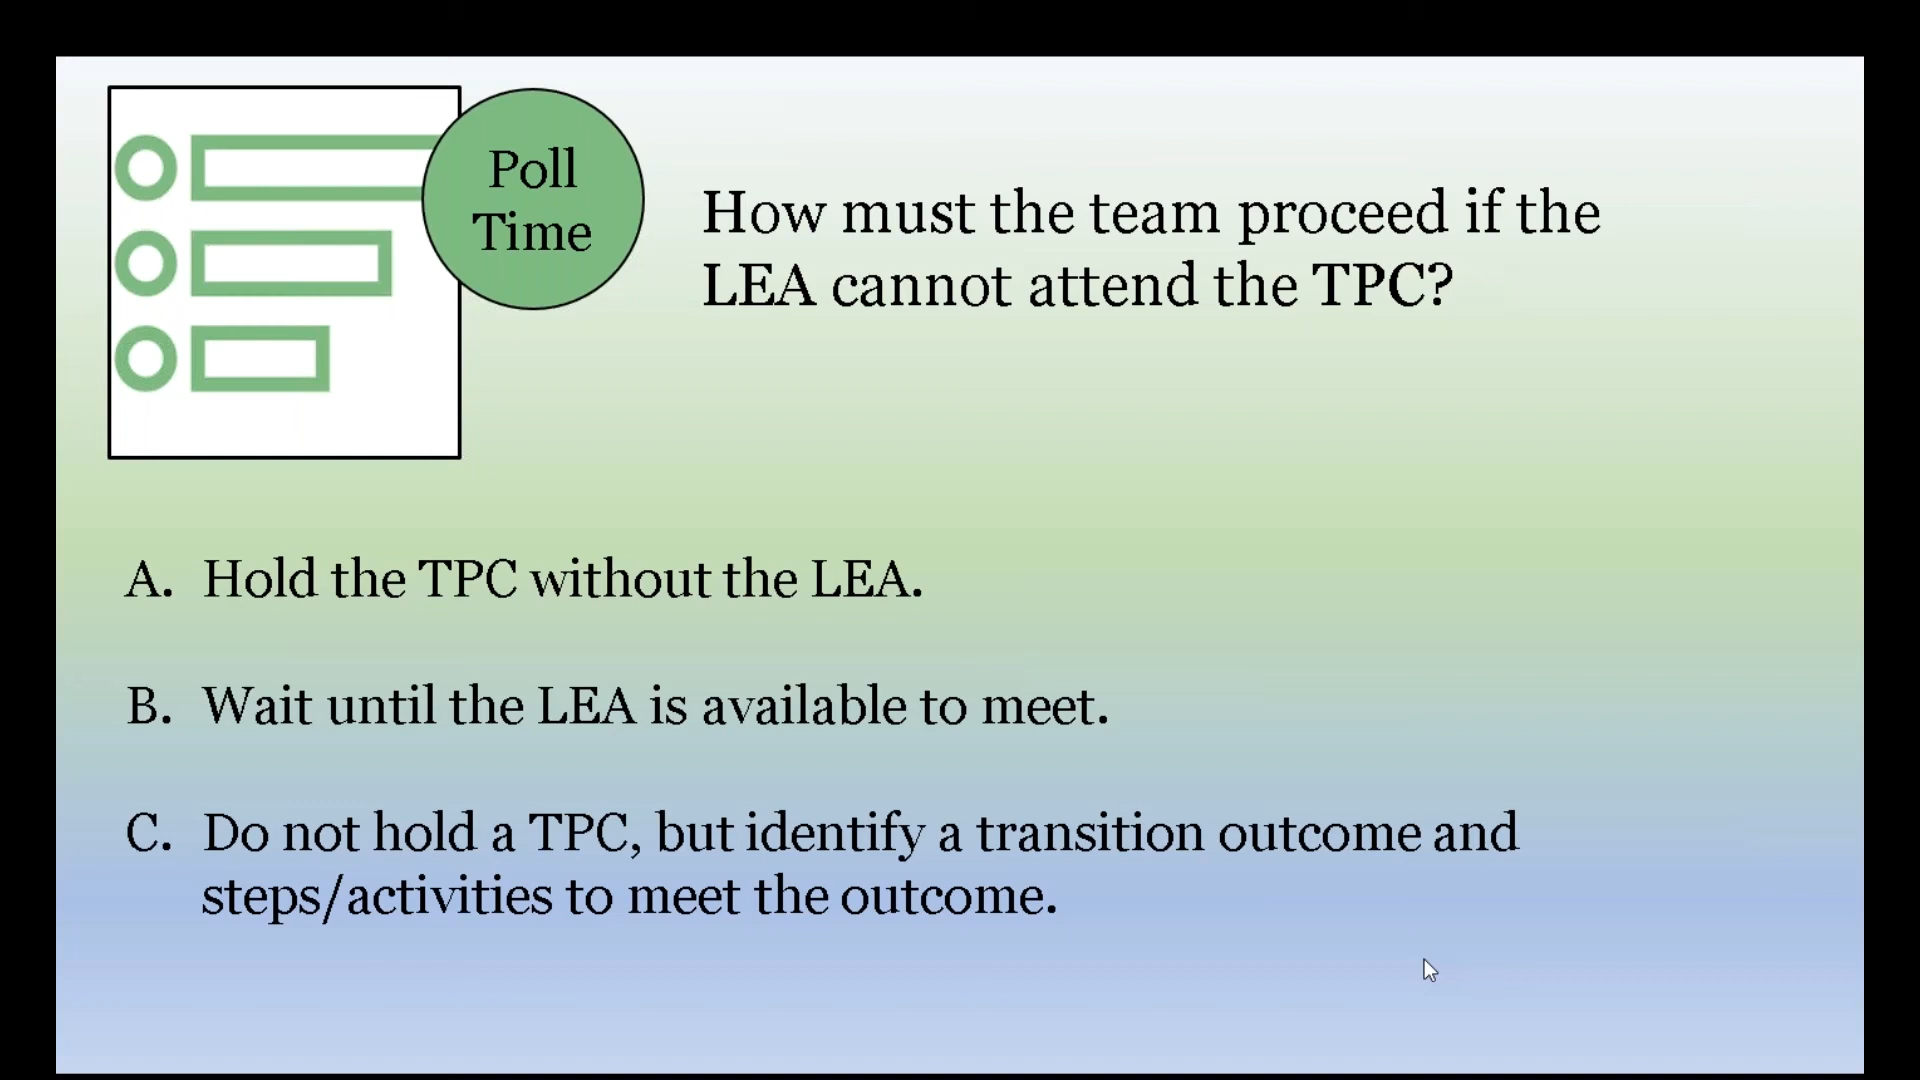 Poll
Time
How must the team proceed if the
LEA cannot attend the TPC?
A. Hold the TPC without the LEA.
B. Wait until the LEA is available to meet.
C. Do not hold a TPC, but identify a transition outcome and
steps/activities to meet the outcome.